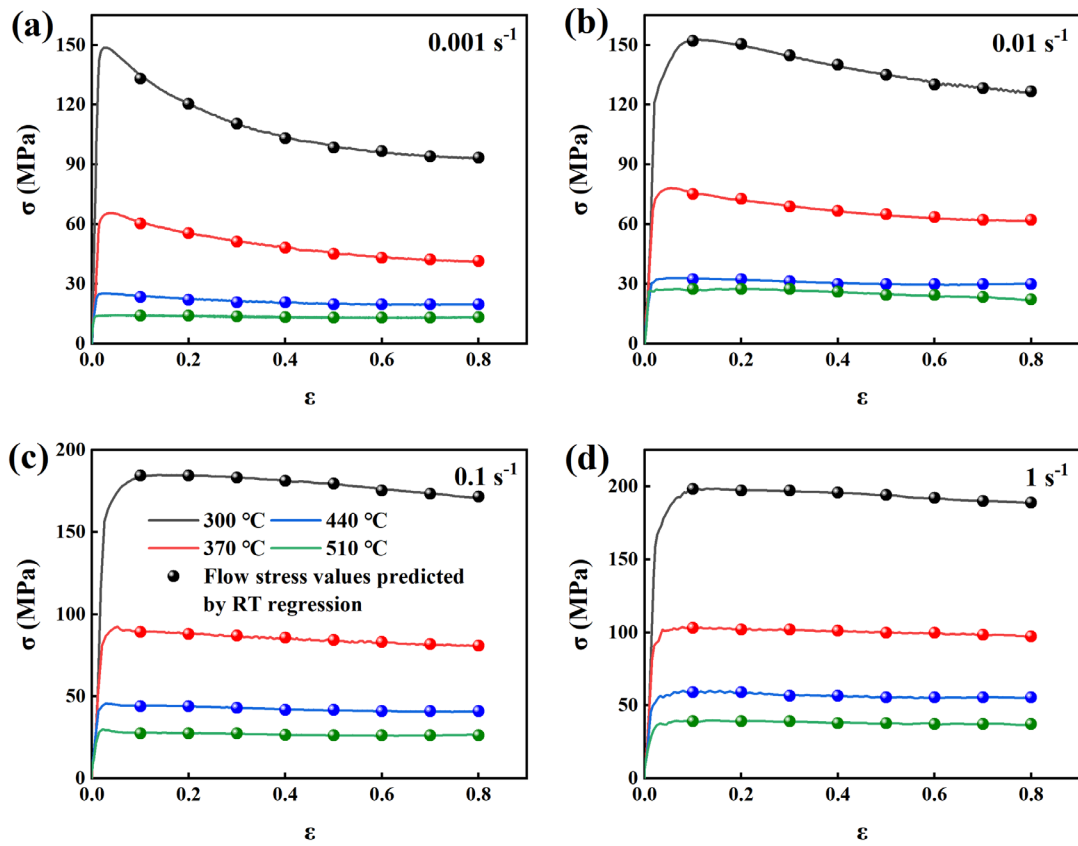 (a)
0.001 s⁻¹
150
120
90
60
30
0
0.0 0.2 0.4 0.6 0.8
σ (MPa)
ε
(b)
0.01 s⁻¹
150
120
90
60
30
0
0.0 0.2 0.4 0.6 0.8
σ (MPa)
ε
(c)
0.1 s⁻¹
200
150
100
50
0
0.0 0.2 0.4 0.6 0.8
σ (MPa)
ε
300 °C 440 °C
370 °C 510 °C
Flow stress values predicted
by RT regression
(d)
1 s⁻¹
200
150
100
50
0
0.0 0.2 0.4 0.6 0.8
σ (MPa)
ε